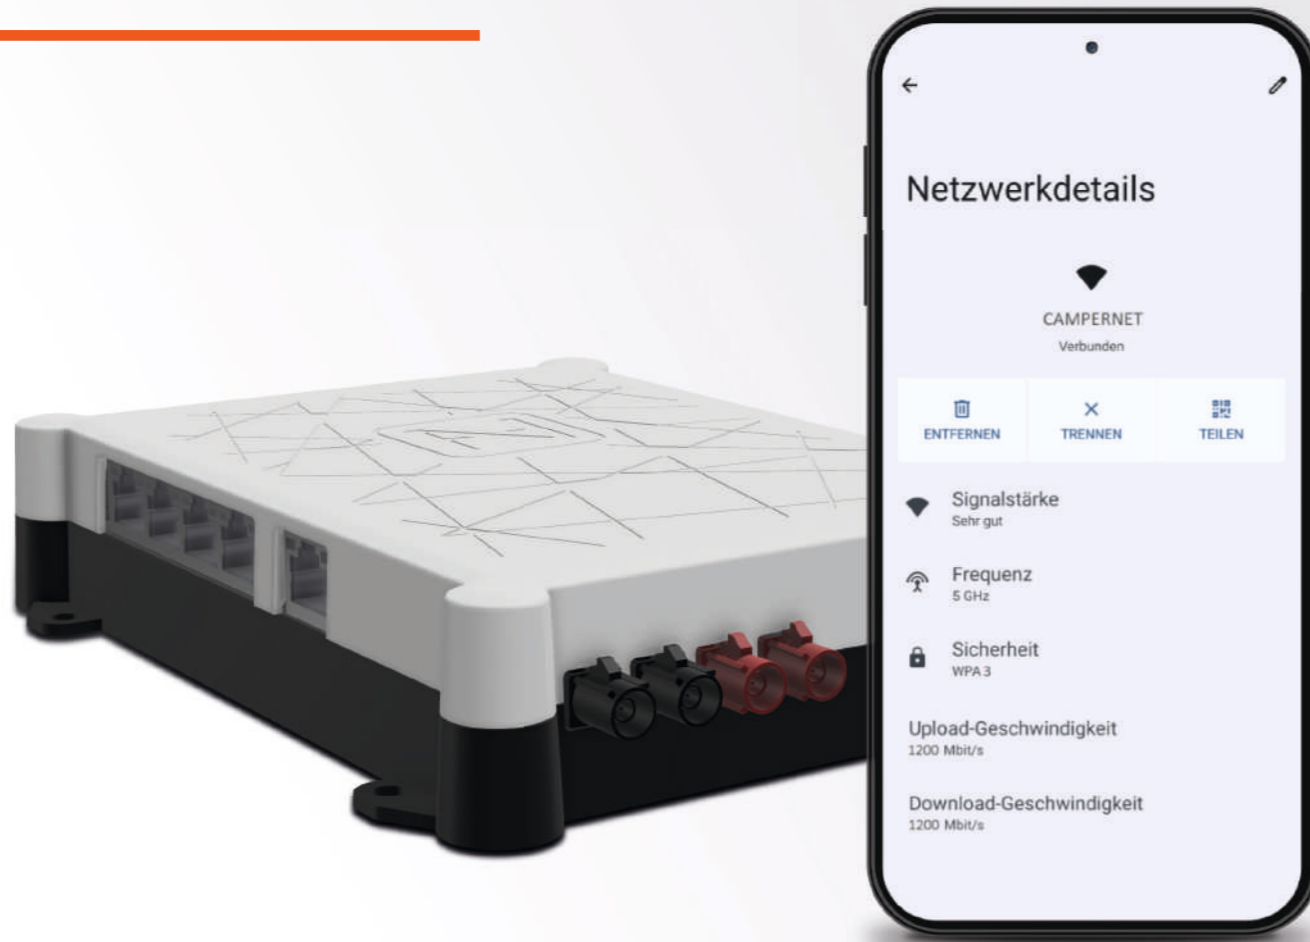 Netzwerkdetails
CAMPERNET
Verbunden
ENTFERNEN
TRENNEN
TEILEN
Signalstärke
Sehr gut
Frequenz
5 GHz
Sicherheit
WPA 3
Upload-Geschwindigkeit
1200 Mbit/s
Download-Geschwindigkeit
1200 Mbit/s